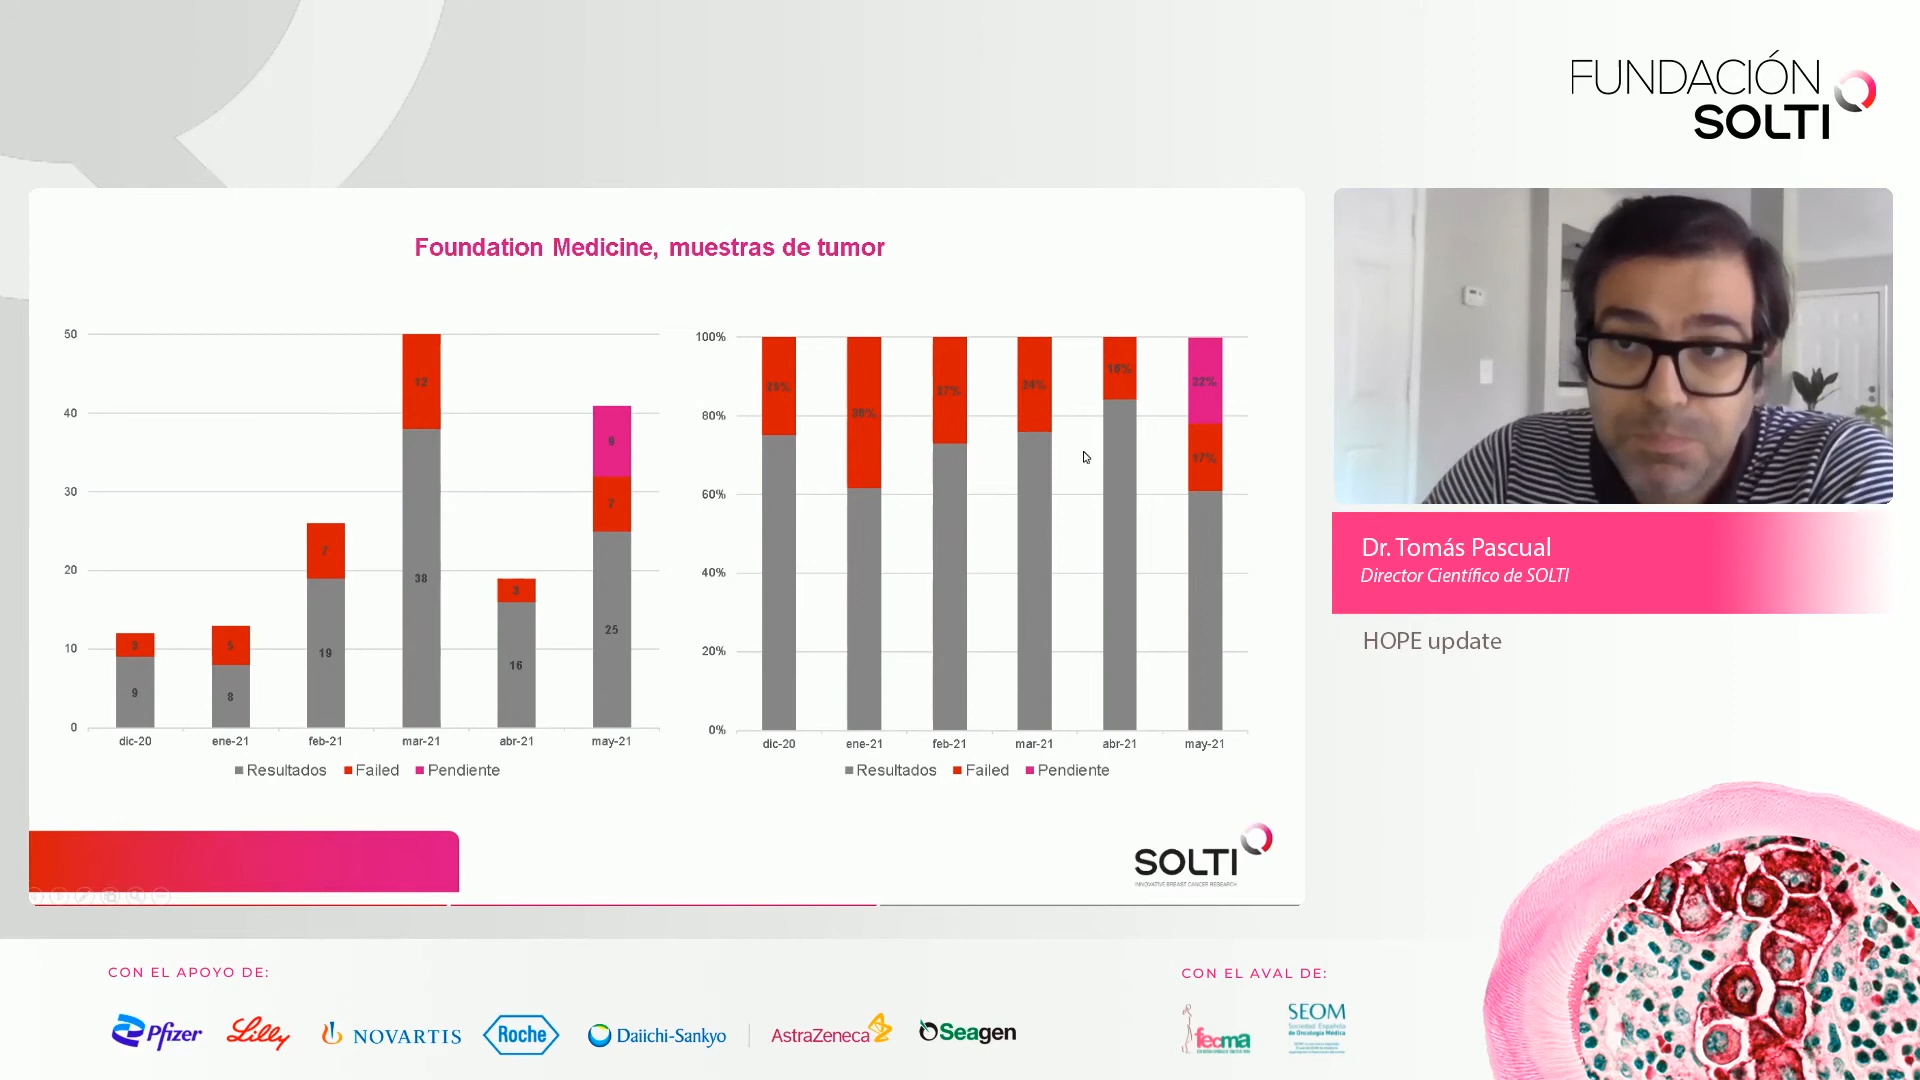 FUNDACIÓN
SOLTI
Foundation Medicine, muestras de tumor
50
40
30
20
10
0
12
38
9
7
25
7
19
3
16
5
8
3
9
dic-20 ene-21 feb-21 mar-21 abr-21 may-21
Resultados Failed Pendiente
100%
80%
60%
40%
20%
0%
25% 38% 27% 24% 16% 22%
17%
dic-20 ene-21 feb-21 mar-21 abr-21 may-21
Resultados Failed Pendiente
SOLTI
INNOVATIVE BREAST CANCER RESEARCH
Dr. Tomás Pascual
Director Científico de SOLTI
HOPE update
CON EL APOYO DE:
Pfizer Lilly NOVARTIS Roche Daiichi-Sankyo AstraZeneca Seagen
CON EL AVAL DE:
fecma
SEOM
Sociedad Española
de Oncología Médica